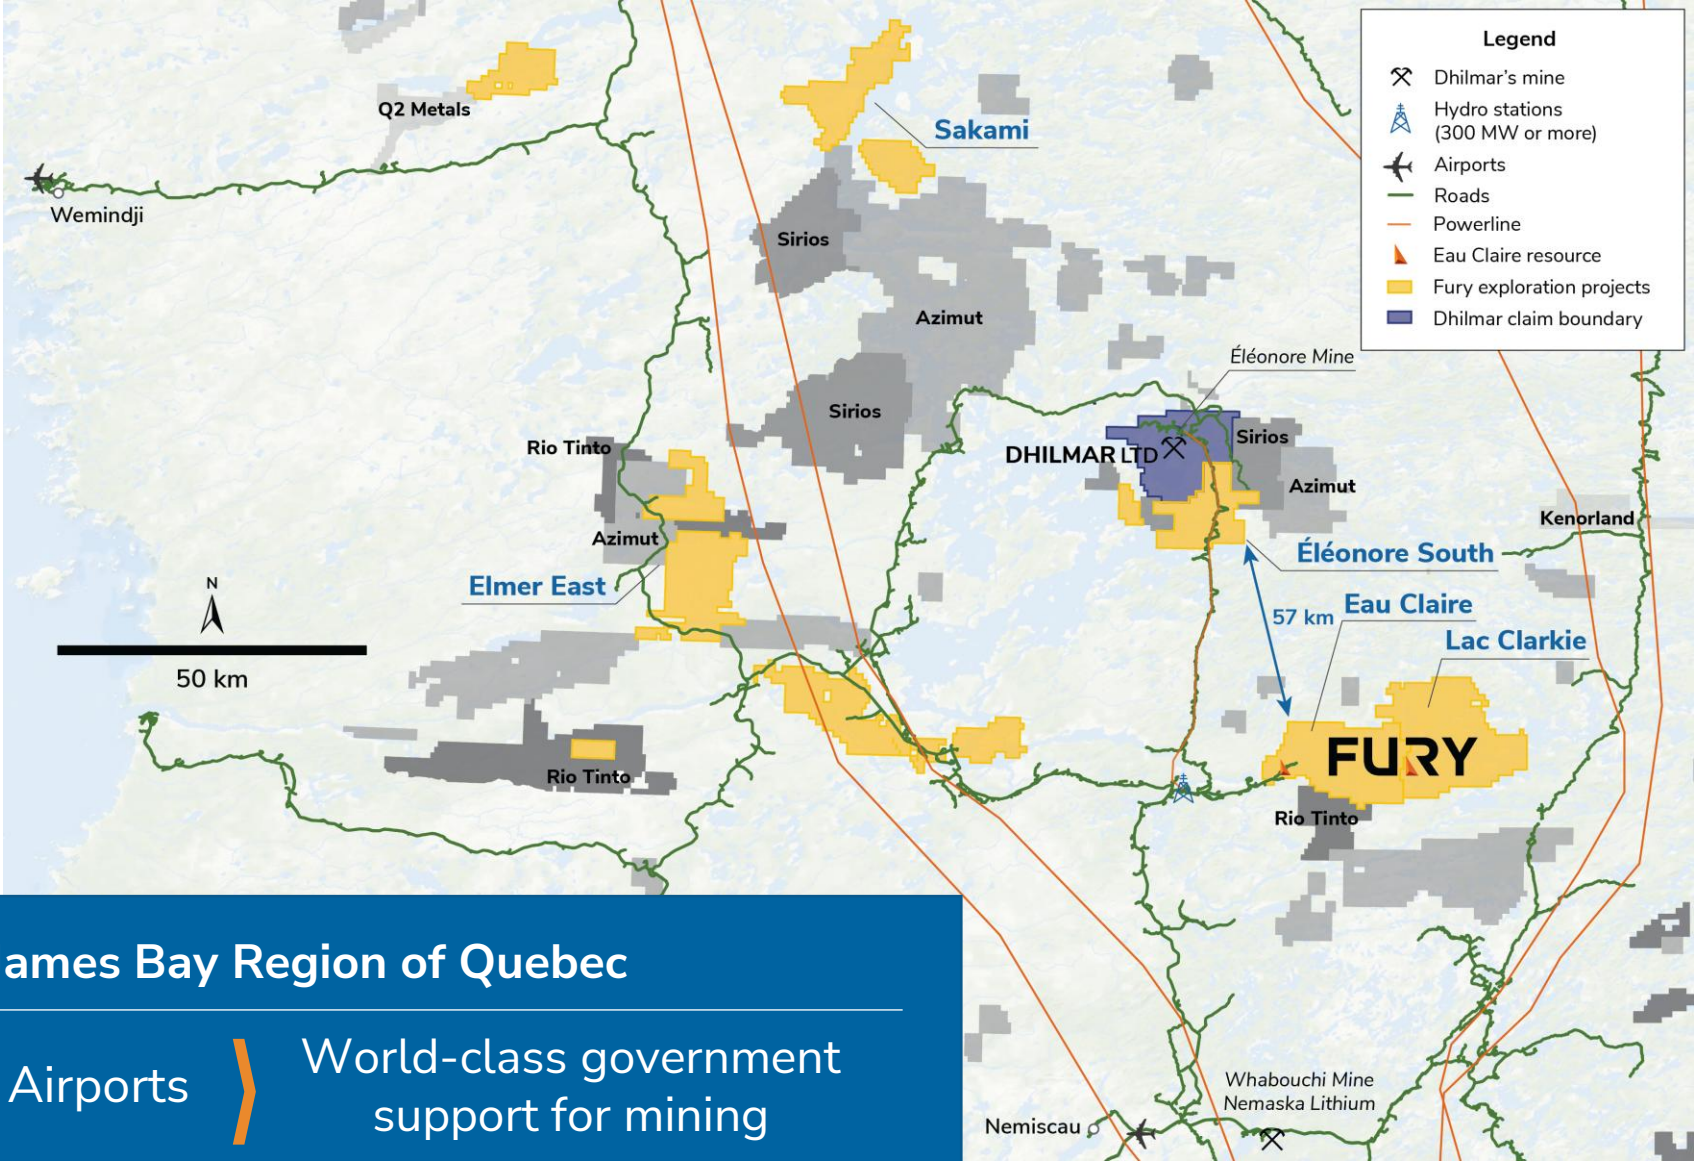 Legend
Dhilmar's mine
Hydro stations
(300 MW or more)
Airports
Roads
Powerline
Eau Claire resource
Fury exploration projects
Dhilmar claim boundary
Q2 Metals
Sakami
Wemindji
Sirios
Azimut
Éléonore Mine
Sirios
Rio Tinto
DHILMAR LTD
Sirios
Azimut
Kenorland
Azimut
Éléonore South
Elmer East
N
50 km
57 km
Eau Claire
Lac Clarkie
FURY
Rio Tinto
Rio Tinto
ames Bay Region of Quebec
Airports
World-class government
support for mining
Whabouchi Mine
Nemaska Lithium
Nemiscau